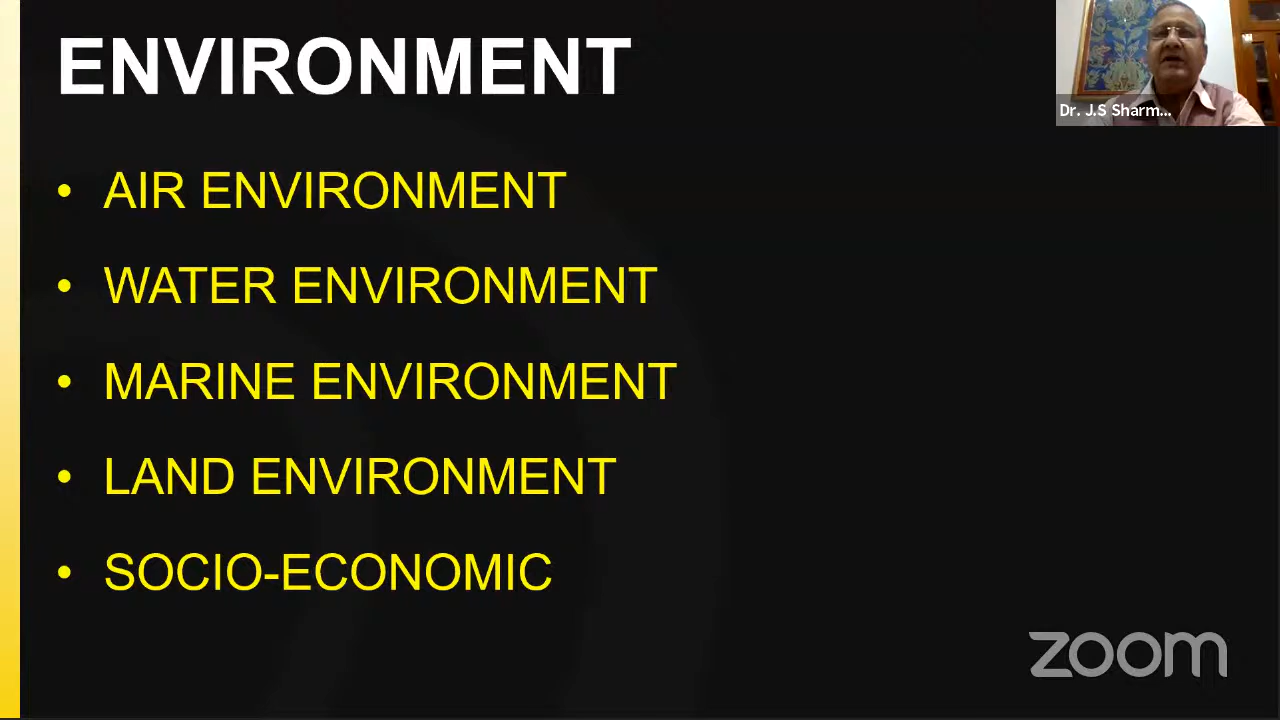 ENVIRONMENT
Dr. J.S Sharm...
• AIR ENVIRONMENT
• WATER ENVIRONMENT
• MARINE ENVIRONMENT
• LAND ENVIRONMENT
• SOCIO-ECONOMIC
zoom